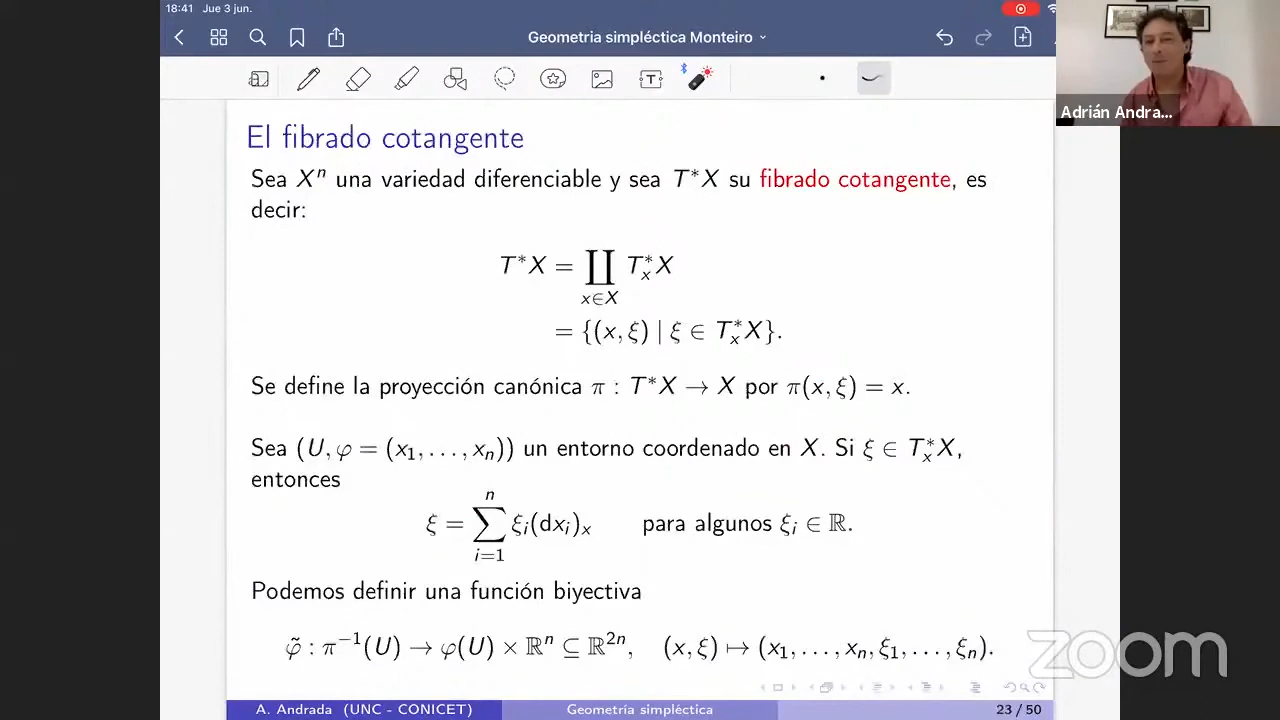 18:41 Jue 3 jun.
Geometria simpléctica Monteiro
Adrián Andra...
El fibrado cotangente
Sea Xⁿ una variedad diferenciable y sea T*X su fibrado cotangente, es
decir:
T*X = ∐ T*ₓX
x∈X
= {(x, ξ) | ξ ∈ T*ₓX}.
Se define la proyección canónica π : T*X → X por π(x, ξ) = x.
Sea (U, φ = (x₁, …, xₙ)) un entorno coordenado en X. Si ξ ∈ T*ₓX,
entonces
ξ = ∑ⁿᵢ₌₁ ξᵢ(dxᵢ)ₓ para algunos ξᵢ ∈ ℝ.
Podemos definir una función biyectiva
φ̃ : π⁻¹(U) → φ(U) × ℝⁿ ⊆ ℝ²ⁿ, (x, ξ) ↦ (x₁, …, xₙ, ξ₁, …, ξₙ).
zoom
A. Andrada (UNC - CONICET) Geometría simpléctica 23 / 50